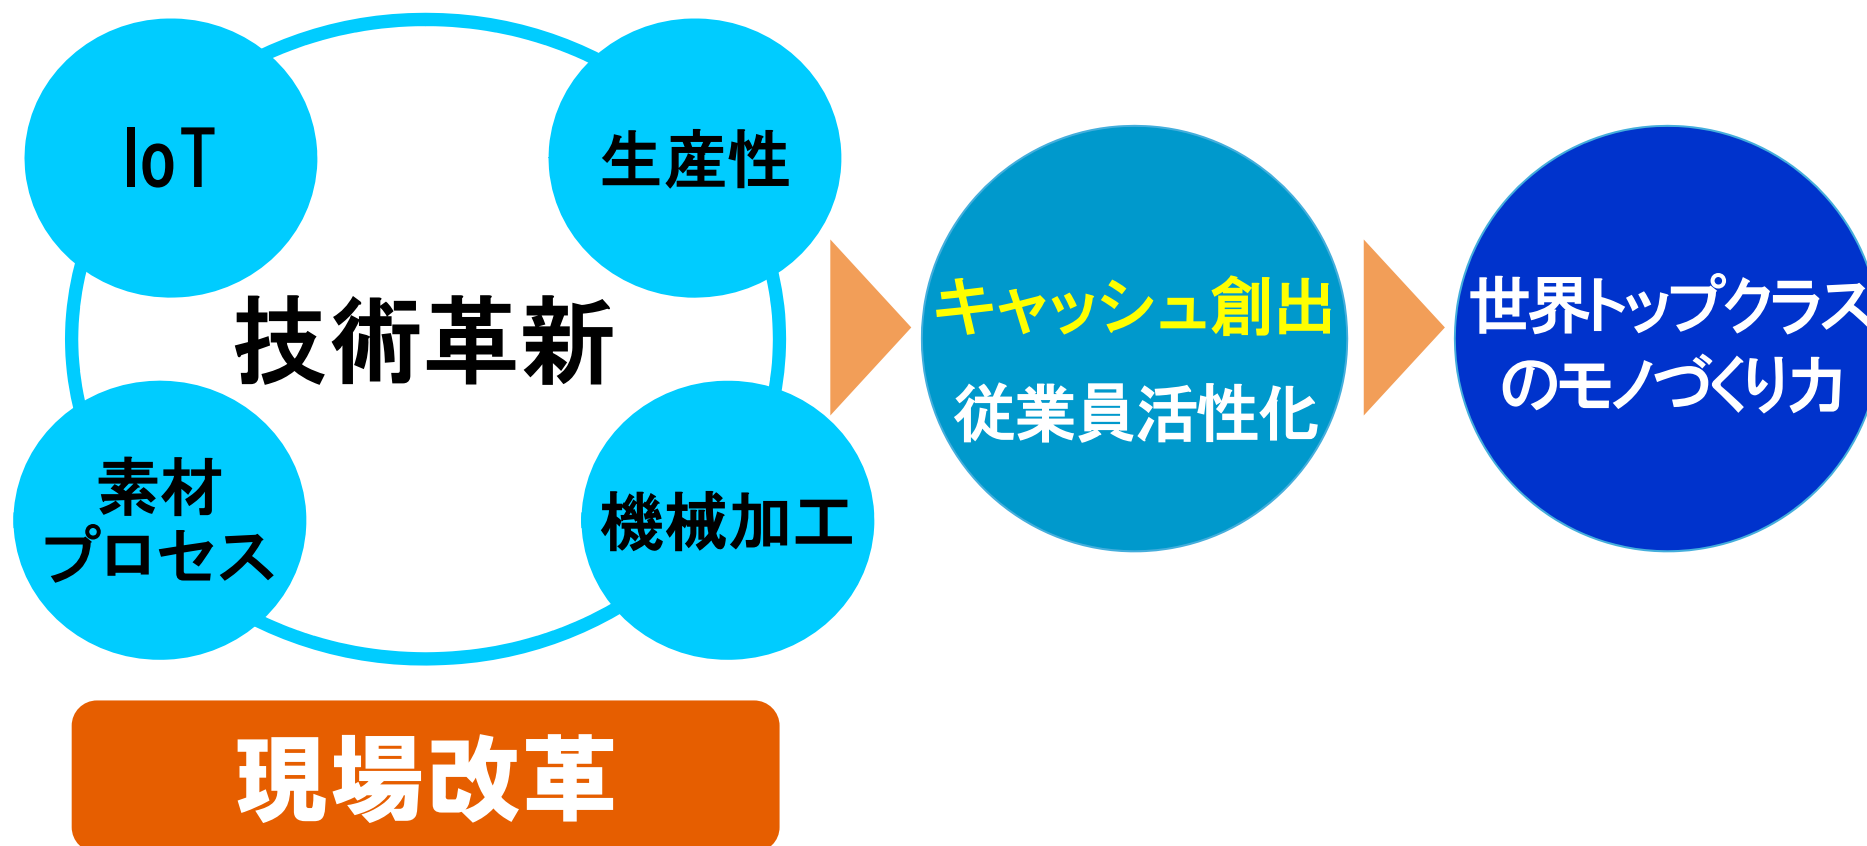 IoT
生産性
技術革新
素材
プロセス
機械加工
現場改革
キャッシュ創出
従業員活性化
世界トップクラス
のモノづくり力